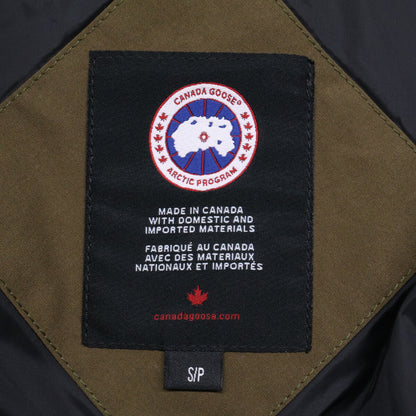 CANADA GOOSE®
ARCTIC PROGRAM
MADE IN CANADA
WITH DOMESTIC AND
IMPORTED MATERIALS
FABRIQUÉ AU CANADA
AVEC DES MATERIAUX
NATIONAUX ET IMPORTÉS
canadagoose.com
S/P